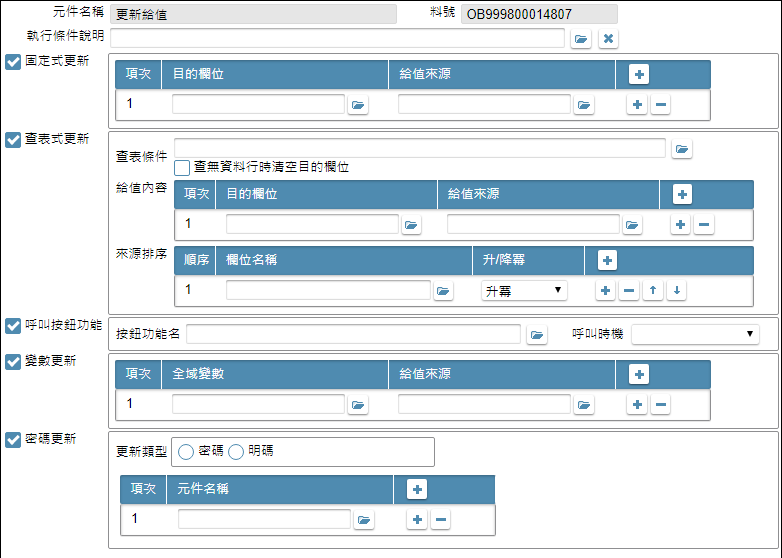 元件名稱 更新給值 料號 OB999800014807
執行條件說明
固定式更新
項次 目的欄位 給值來源
1
查表式更新
查表條件
查無資料行時清空目的欄位
給值內容
項次 目的欄位 給值來源
1
來源排序
順序 欄位名稱 升/降冪
1 升冪
呼叫按鈕功能 按鈕功能名 呼叫時機
變數更新
項次 全域變數 給值來源
1
密碼更新
更新類型 密碼 明碼
項次 元件名稱
1